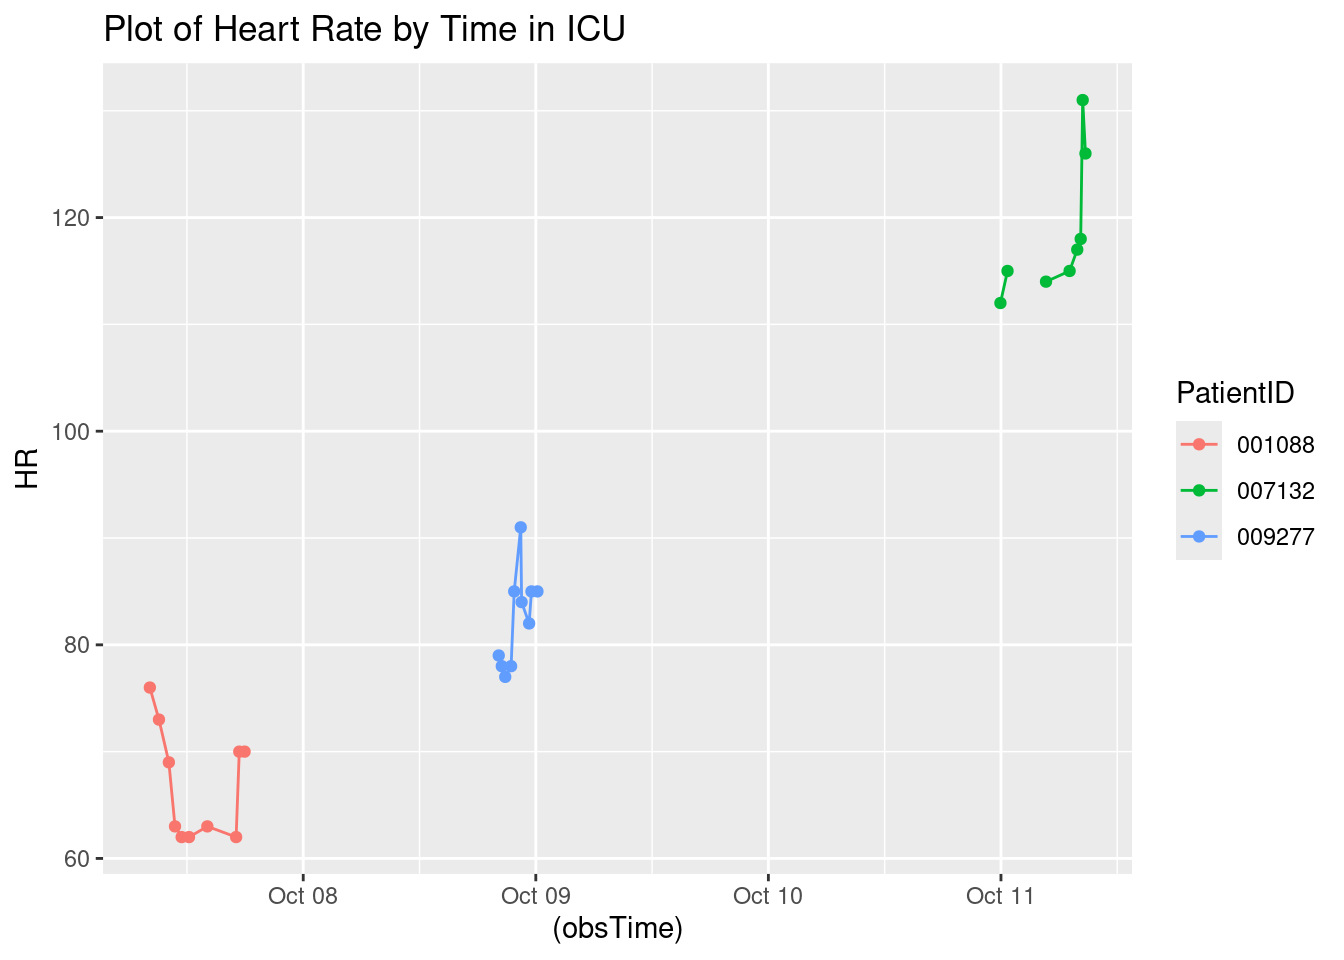 Plot of Heart Rate by Time in ICU
120
100
80
60
HR
Oct 08 Oct 09 Oct 10 Oct 11
(obsTime)
PatientID
001088
007132
009277